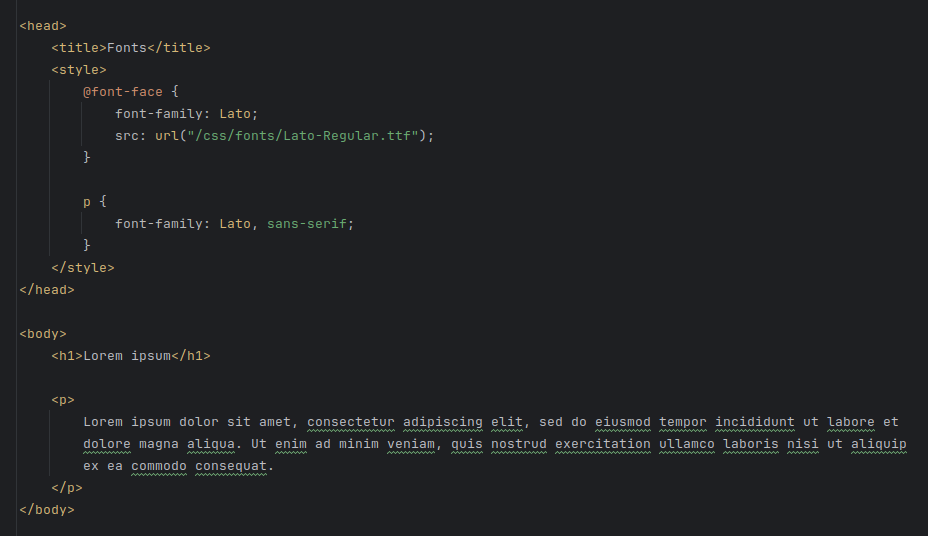 <head>
<title>Fonts</title>
<style>
@font-face {
font-family: Lato;
src: url("/css/fonts/Lato-Regular.ttf");
}
p {
font-family: Lato, sans-serif;
}
</style>
</head>
<body>
<h1>Lorem ipsum</h1>
<p>
Lorem ipsum dolor sit amet, consectetur adipiscing elit, sed do eiusmod tempor incididunt ut labore et
dolore magna aliqua. Ut enim ad minim veniam, quis nostrud exercitation ullamco laboris nisi ut aliquip
ex ea commodo consequat.
</p>
</body>